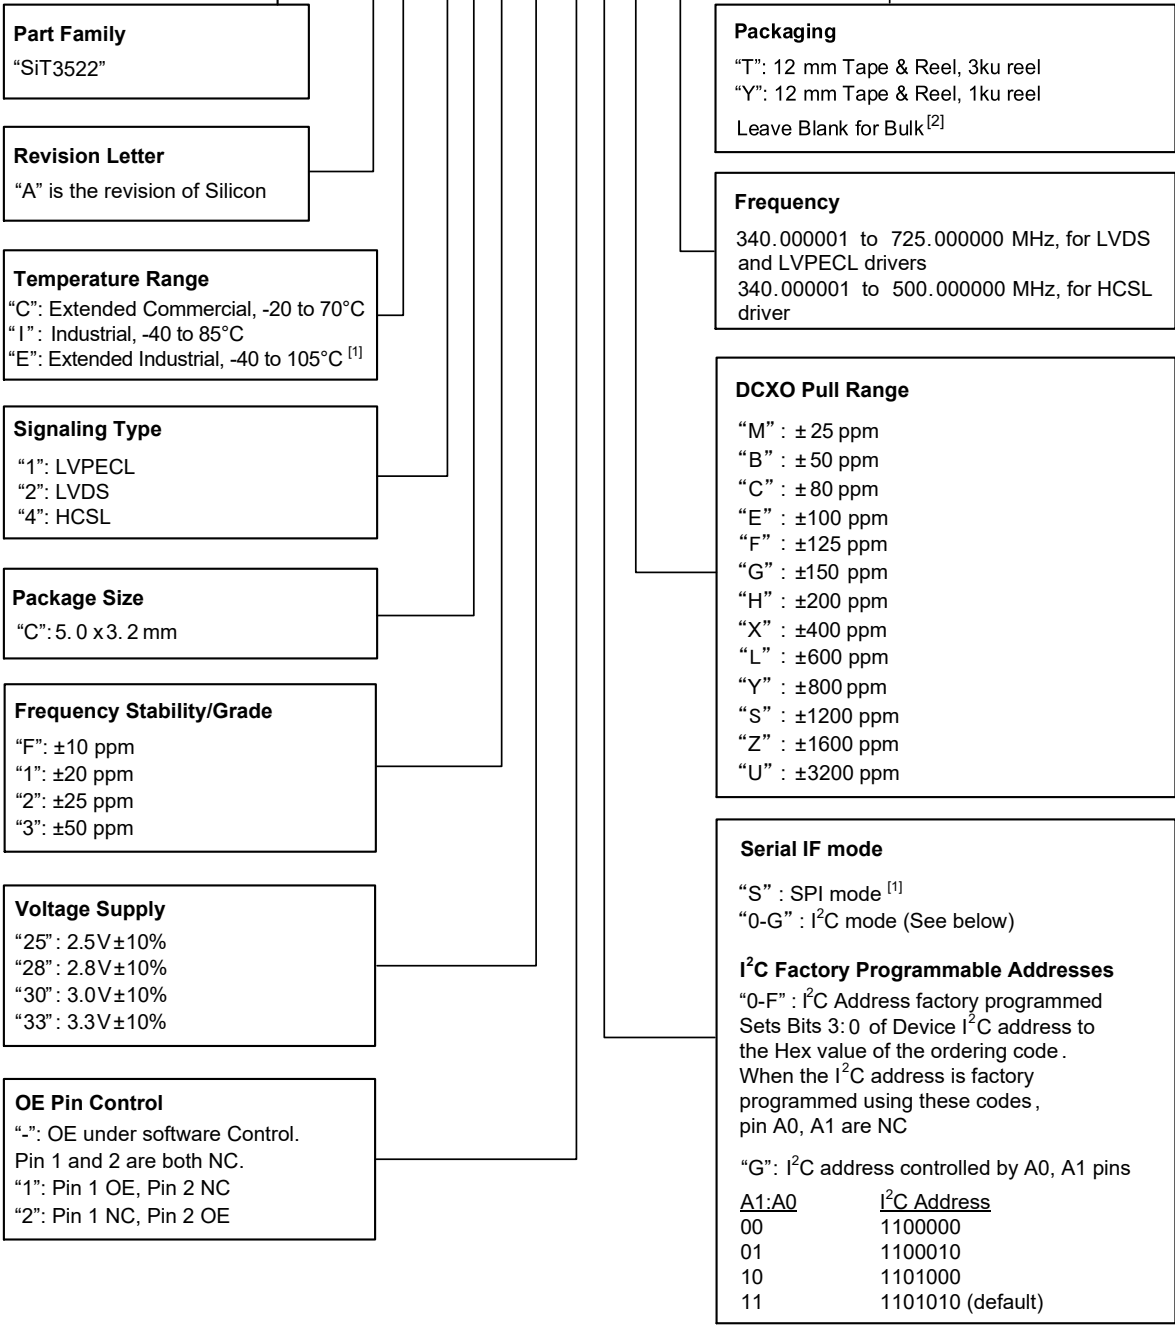 Part Family
“SiT3522”
Revision Letter
“A” is the revision of Silicon
Temperature Range
“C”: Extended Commercial, -20 to 70°C
“I”: Industrial, -40 to 85°C
“E”: Extended Industrial, -40 to 105°C [1]
Signaling Type
“1”: LVPECL
“2”: LVDS
“4”: HCSL
Package Size
“C”: 5.0 x 3.2 mm
Frequency Stability/Grade
“F”: ±10 ppm
“1”: ±20 ppm
“2”: ±25 ppm
“3”: ±50 ppm
Voltage Supply
“25”: 2.5V±10%
“28”: 2.8V±10%
“30”: 3.0V±10%
“33”: 3.3V±10%
OE Pin Control
“-”: OE under software Control.
Pin 1 and 2 are both NC.
“1”: Pin 1 OE, Pin 2 NC
“2”: Pin 1 NC, Pin 2 OE
Packaging
“T”: 12 mm Tape & Reel, 3ku reel
“Y”: 12 mm Tape & Reel, 1ku reel
Leave Blank for Bulk [2]
Frequency
340.000001 to 725.000000 MHz, for LVDS
and LVPECL drivers
340.000001 to 500.000000 MHz, for HCSL
driver
DCXO Pull Range
“M” : ±25 ppm
“B” : ±50 ppm
“C” : ±80 ppm
“E” : ±100 ppm
“F” : ±125 ppm
“G” : ±150 ppm
“H” : ±200 ppm
“X” : ±400 ppm
“L” : ±600 ppm
“Y” : ±800 ppm
“S” : ±1200 ppm
“Z” : ±1600 ppm
“U” : ±3200 ppm
Serial IF mode
“S” : SPI mode [1]
“0-G” : I²C mode (See below)
I²C Factory Programmable Addresses
“0-F” : I²C Address factory programmed
Sets Bits 3:0 of Device I²C address to
the Hex value of the ordering code.
When the I²C address is factory
programmed using these codes,
pin A0, A1 are NC
“G”: I²C address controlled by A0, A1 pins
A1:A0 I²C Address
00 1100000
01 1100010
10 1101000
11 1101010 (default)